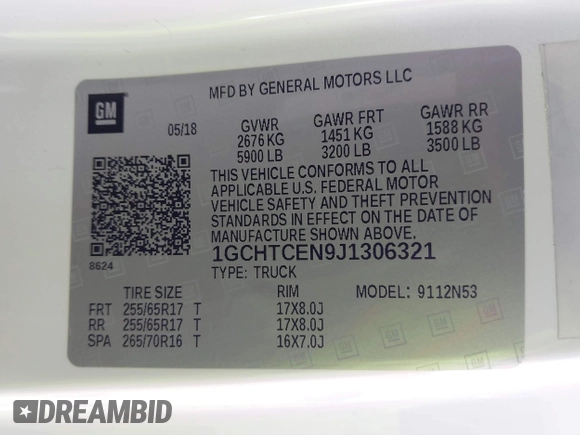 MFD BY GENERAL MOTORS LLC
GM
05/18
GVWR
2676 KG
5900 LB
GAWR FRT
1451 KG
3200 LB
GAWR RR
1588 KG
3500 LB
THIS VEHICLE CONFORMS TO ALL
APPLICABLE U.S. FEDERAL MOTOR
VEHICLE SAFETY AND THEFT PREVENTION
STANDARDS IN EFFECT ON THE DATE OF
MANUFACTURE SHOWN ABOVE.
8624
1GCHTCEN9J1306321
TYPE: TRUCK
TIRE SIZE RIM MODEL: 9112N53
FRT 255/65R17 T 17X8.0J
RR 255/65R17 T 17X8.0J
SPA 265/70R16 T 16X7.0J
DREAMBID